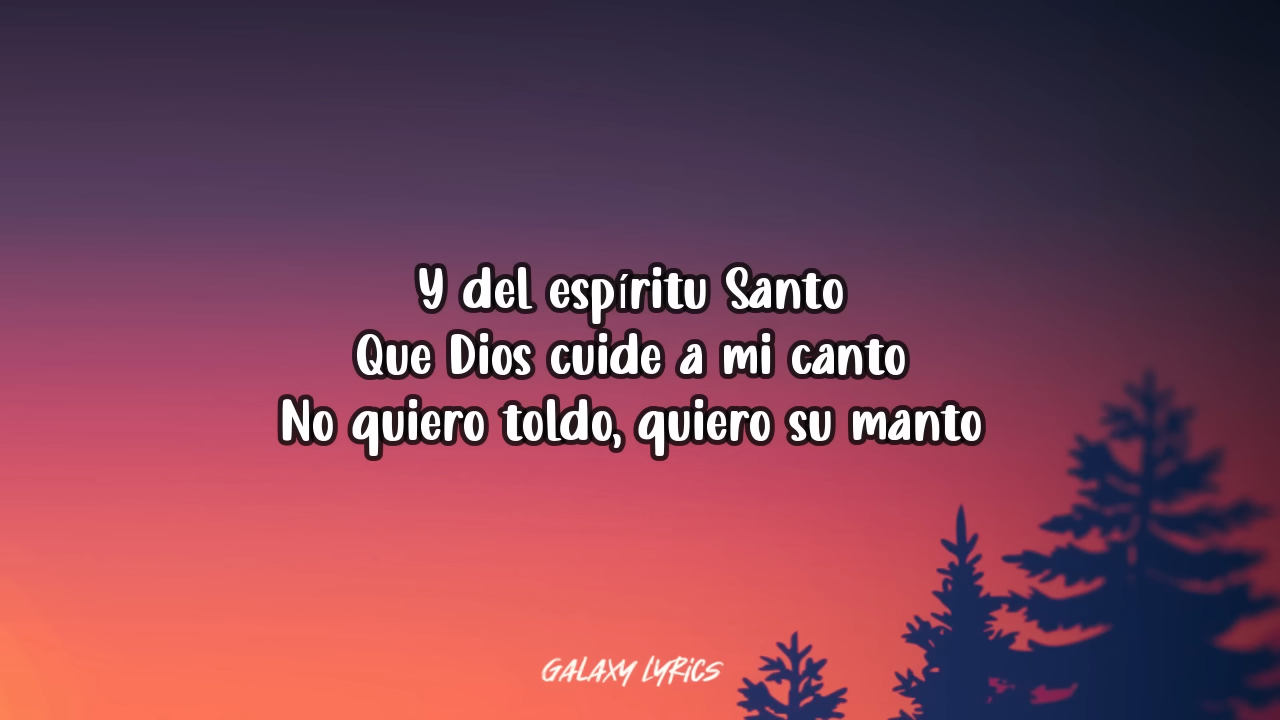 Y del espíritu Santo
Que Dios cuide a mi canto
No quiero toldo, quiero su manto
GALAXY LYRiCS